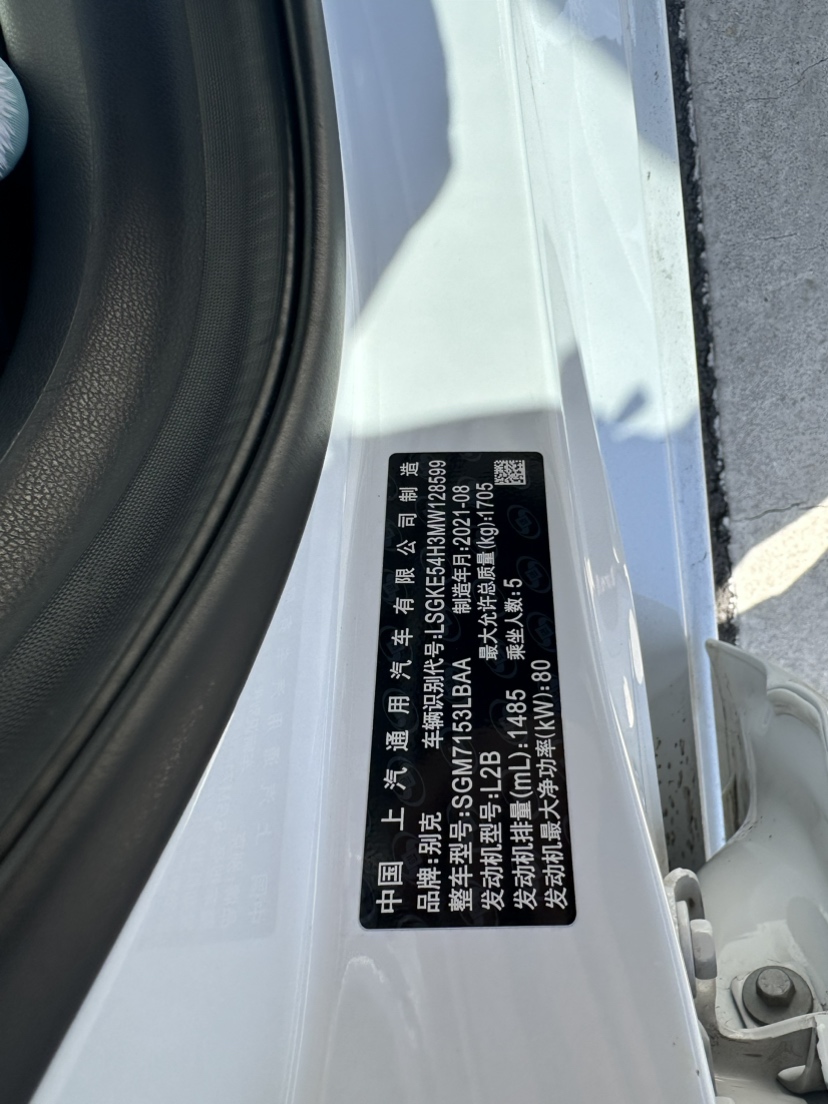 中国 上汽通用汽车有限公司制造
品牌:别克 车辆识别代号:LSGKE54H3MW128599
整车型号:SGM7153LBAA 制造年月:2021-08
发动机型号:L2B 最大允许总质量(kg):1705
发动机排量(mL):1485 乘坐人数:5
发动机最大净功率(kW):80